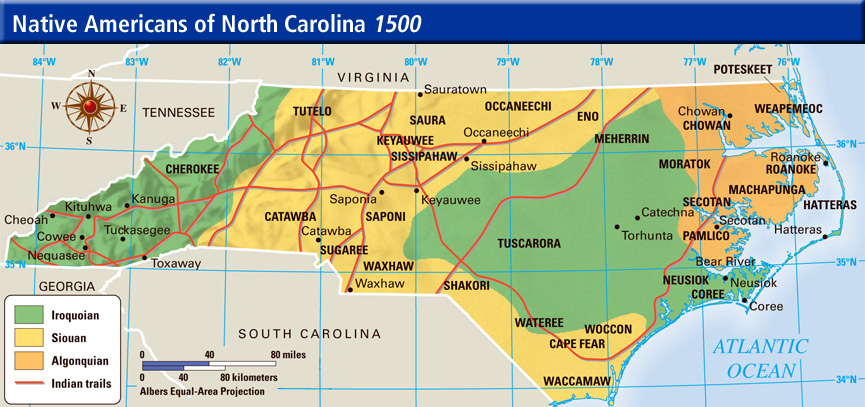 Native Americans of North Carolina 1500
84°W
83°W
82°W
81°W
80°W
79°W
78°W
77°W
76°W
VIRGINIA
POTESKEET
N
W
E
S
TENNESSEE
TUTELO
Sauratown
SAURA
OCCANEECHI
ENO
Chowan
CHOWAN
WEAPEMEOC
36°N
36°N
KEYAUWEE
Occaneechi
MEHERRIN
SISSIPAHAW
Sissipahaw
CHEROKEE
MORATOK
Roanoke
ROANOKE
MACHAPUNGA
Kanuga
Kituhwa
Cheoah
Saponia
Keyauwee
SECOTAN
HATTERAS
CATAWBA
SAPONI
Catechna
Secotan
Cowee
Tuckasegee
Catawba
Torhunta
PAMLICO
Hatteras
Nequasee
SUGAREE
TUSCARORA
Toxaway
WAXHAW
Bear River
35°N
35°N
GEORGIA
Waxhaw
SHAKORI
NEUSIOK
Neusiok
COREE
Coree
Iroquoian
Siouan
Algonquian
Indian trails
SOUTH CAROLINA
WATEREE
WOCCON
CAPE FEAR
WACCAMAW
ATLANTIC
OCEAN
34°N
0 40 80 miles
0 40 80 kilometers
Albers Equal-Area Projection